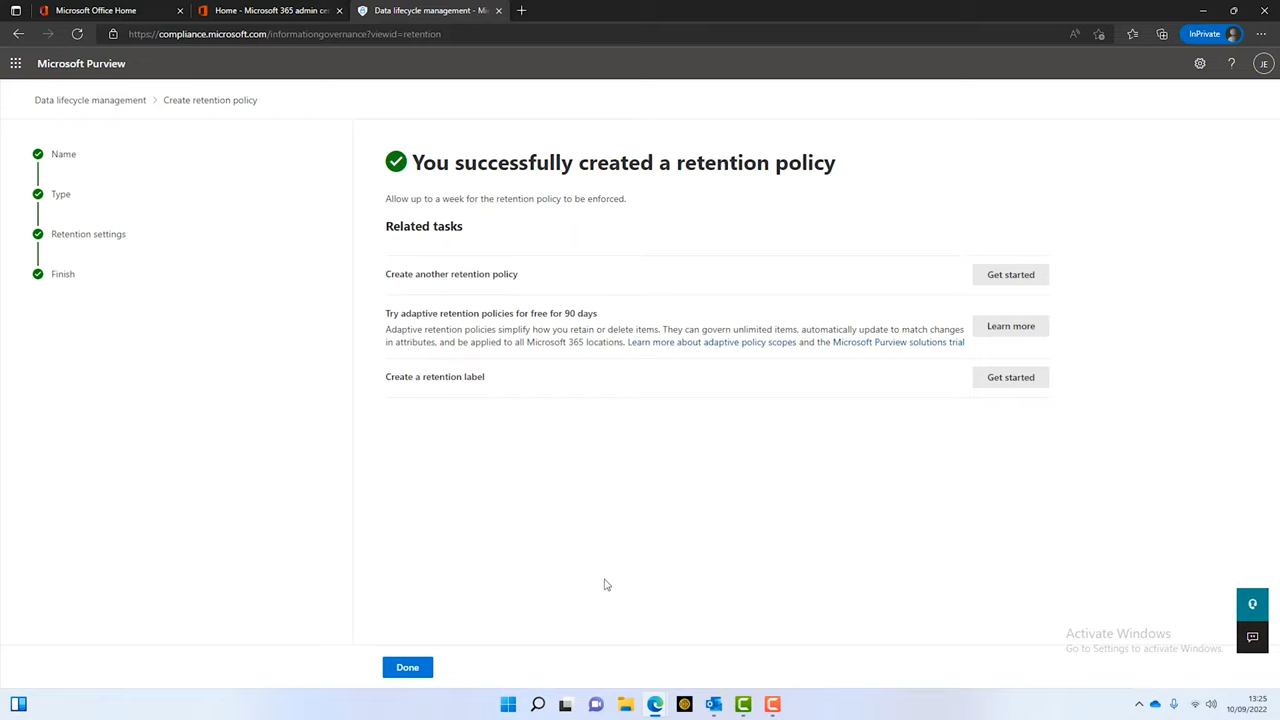 Microsoft Office Home
Home - Microsoft 365 admin cen
Data lifecycle management - Mic
https://compliance.microsoft.com/informationgovernance?viewid=retention
InPrivate
Microsoft Purview
JE
Data lifecycle management > Create retention policy
Name
Type
Retention settings
Finish
You successfully created a retention policy
Allow up to a week for the retention policy to be enforced.
Related tasks
Create another retention policy
Get started
Try adaptive retention policies for free for 90 days
Adaptive retention policies simplify how you retain or delete items. They can govern unlimited items, automatically update to match changes
in attributes, and be applied to all Microsoft 365 locations. Learn more about adaptive policy scopes and the Microsoft Purview solutions trial
Learn more
Create a retention label
Get started
Activate Windows
Go to Settings to activate Windows.
Done
13:25
10/09/2022